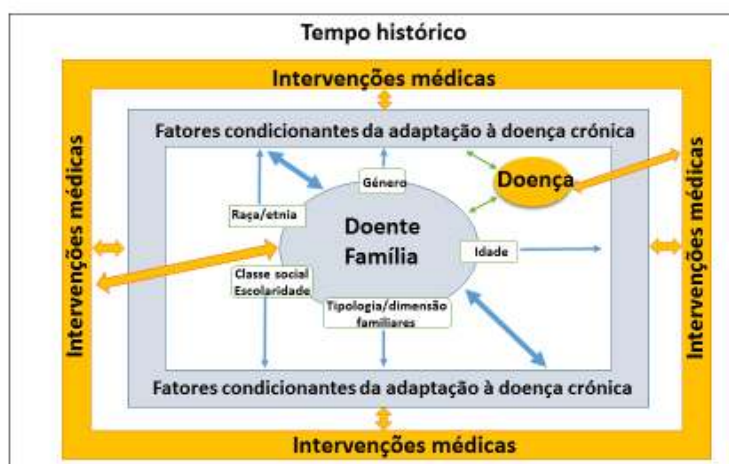 Tempo histórico
Intervenções médicas
Fatores condicionantes da adaptação à doença crónica
Género
Doença
Raça/etnia
Doente
Família
Idade
Classe social
Escolaridade
Tipologia/dimensão
familiares
Intervenções médicas
Intervenções médicas
Fatores condicionantes da adaptação à doença crónica
Intervenções médicas